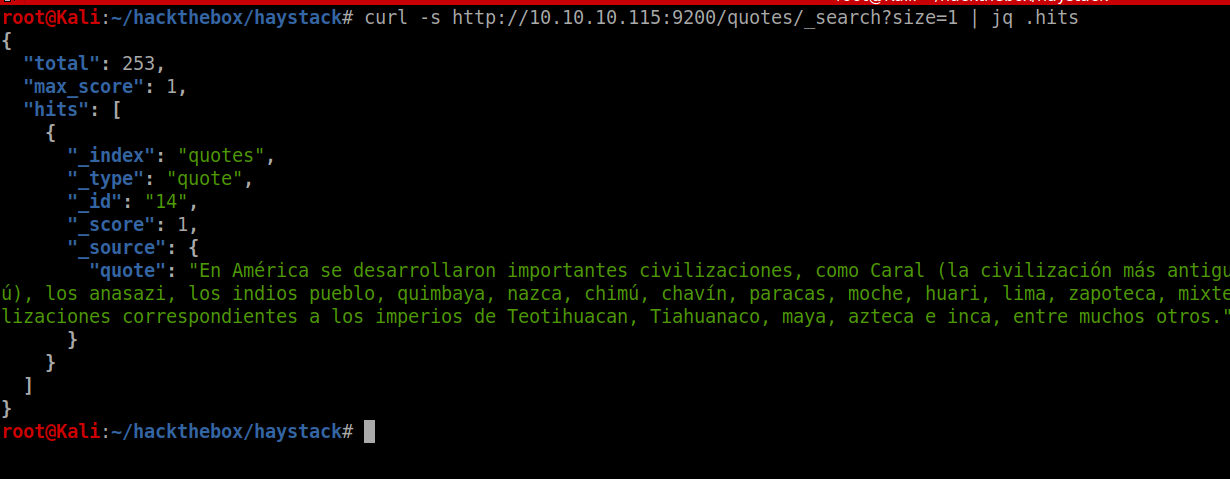 root@Kali:~/hackthebox/haystack# curl -s http://10.10.10.115:9200/quotes/_search?size=1 | jq .hits
{
  "total": 253,
  "max_score": 1,
  "hits": [
    {
      "_index": "quotes",
      "_type": "quote",
      "_id": "14",
      "_score": 1,
      "_source": {
        "quote": "En América se desarrollaron importantes civilizaciones, como Caral (la civilización más antigu
ú), los anasazi, los indios pueblo, quimbaya, nazca, chimú, chavín, paracas, moche, huari, lima, zapoteca, mixte
lizaciones correspondientes a los imperios de Teotihuacan, Tiahuanaco, maya, azteca e inca, entre muchos otros."
      }
    }
  ]
}
root@Kali:~/hackthebox/haystack#